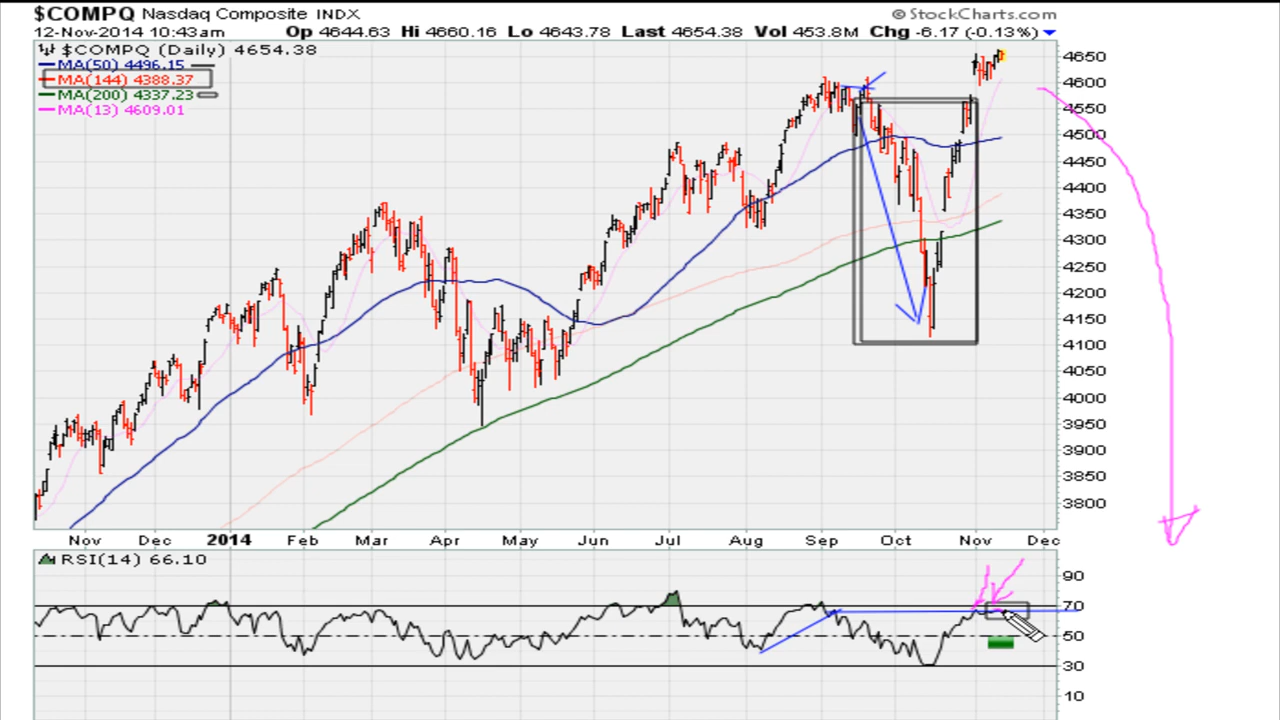 $COMPQ Nasdaq Composite INDX © StockCharts.com
12-Nov-2014 10:43am Op 4644.63 Hi 4660.16 Lo 4643.78 Last 4654.38 Vol 453.8M Chg -6.17 (-0.13%)
$COMPQ (Daily) 4654.38
MA(50) 4496.15
MA(144) 4388.37
MA(200) 4337.23
MA(13) 4609.01
4650
4600
4550
4500
4450
4400
4350
4300
4250
4200
4150
4100
4050
4000
3950
3900
3850
3800
Nov Dec 2014 Feb Mar Apr May Jun Jul Aug Sep Oct Nov Dec
RSI(14) 66.10
90
70
50
30
10